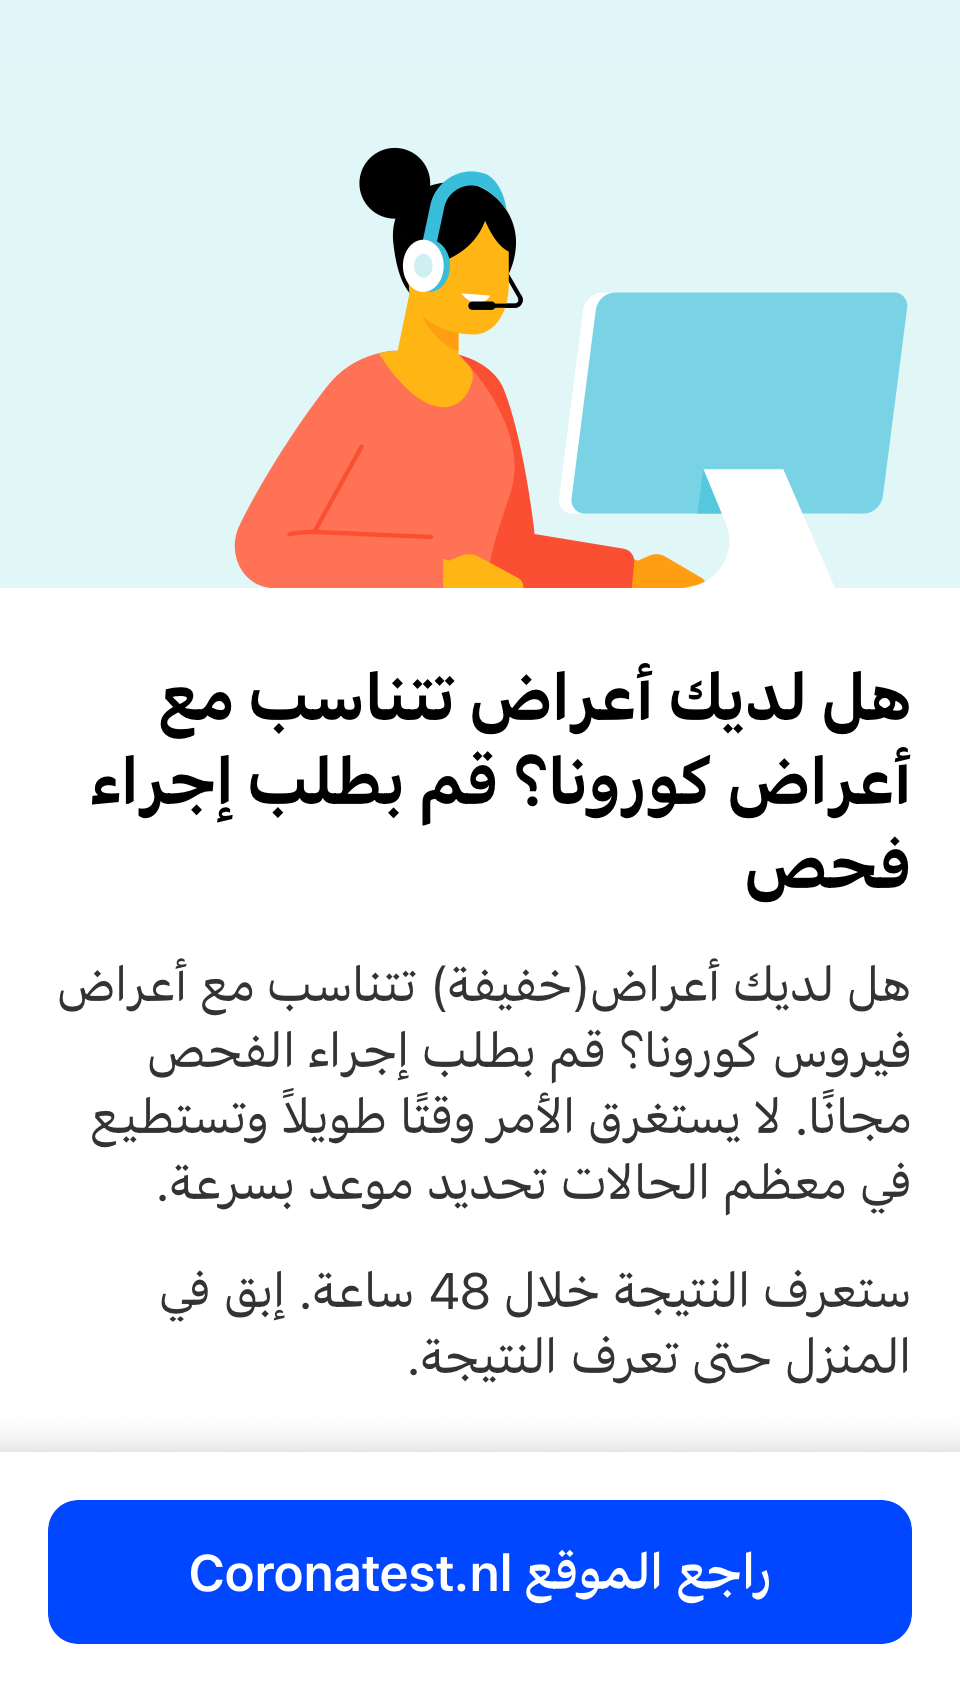 هل لديك أعراض تتناسب مع
أعراض كورونا؟ قم بطلب إجراء
فحص
هل لديك أعراض(خفيفة) تتناسب مع أعراض
فيروس كورونا؟ قم بطلب إجراء الفحص
مجانًا. لا يستغرق الأمر وقتًا طويلاً وتستطيع
في معظم الحالات تحديد موعد بسرعة.
ستعرف النتيجة خلال 48 ساعة. إبق في
المنزل حتى تعرف النتيجة.
راجع الموقع Coronatest.nl